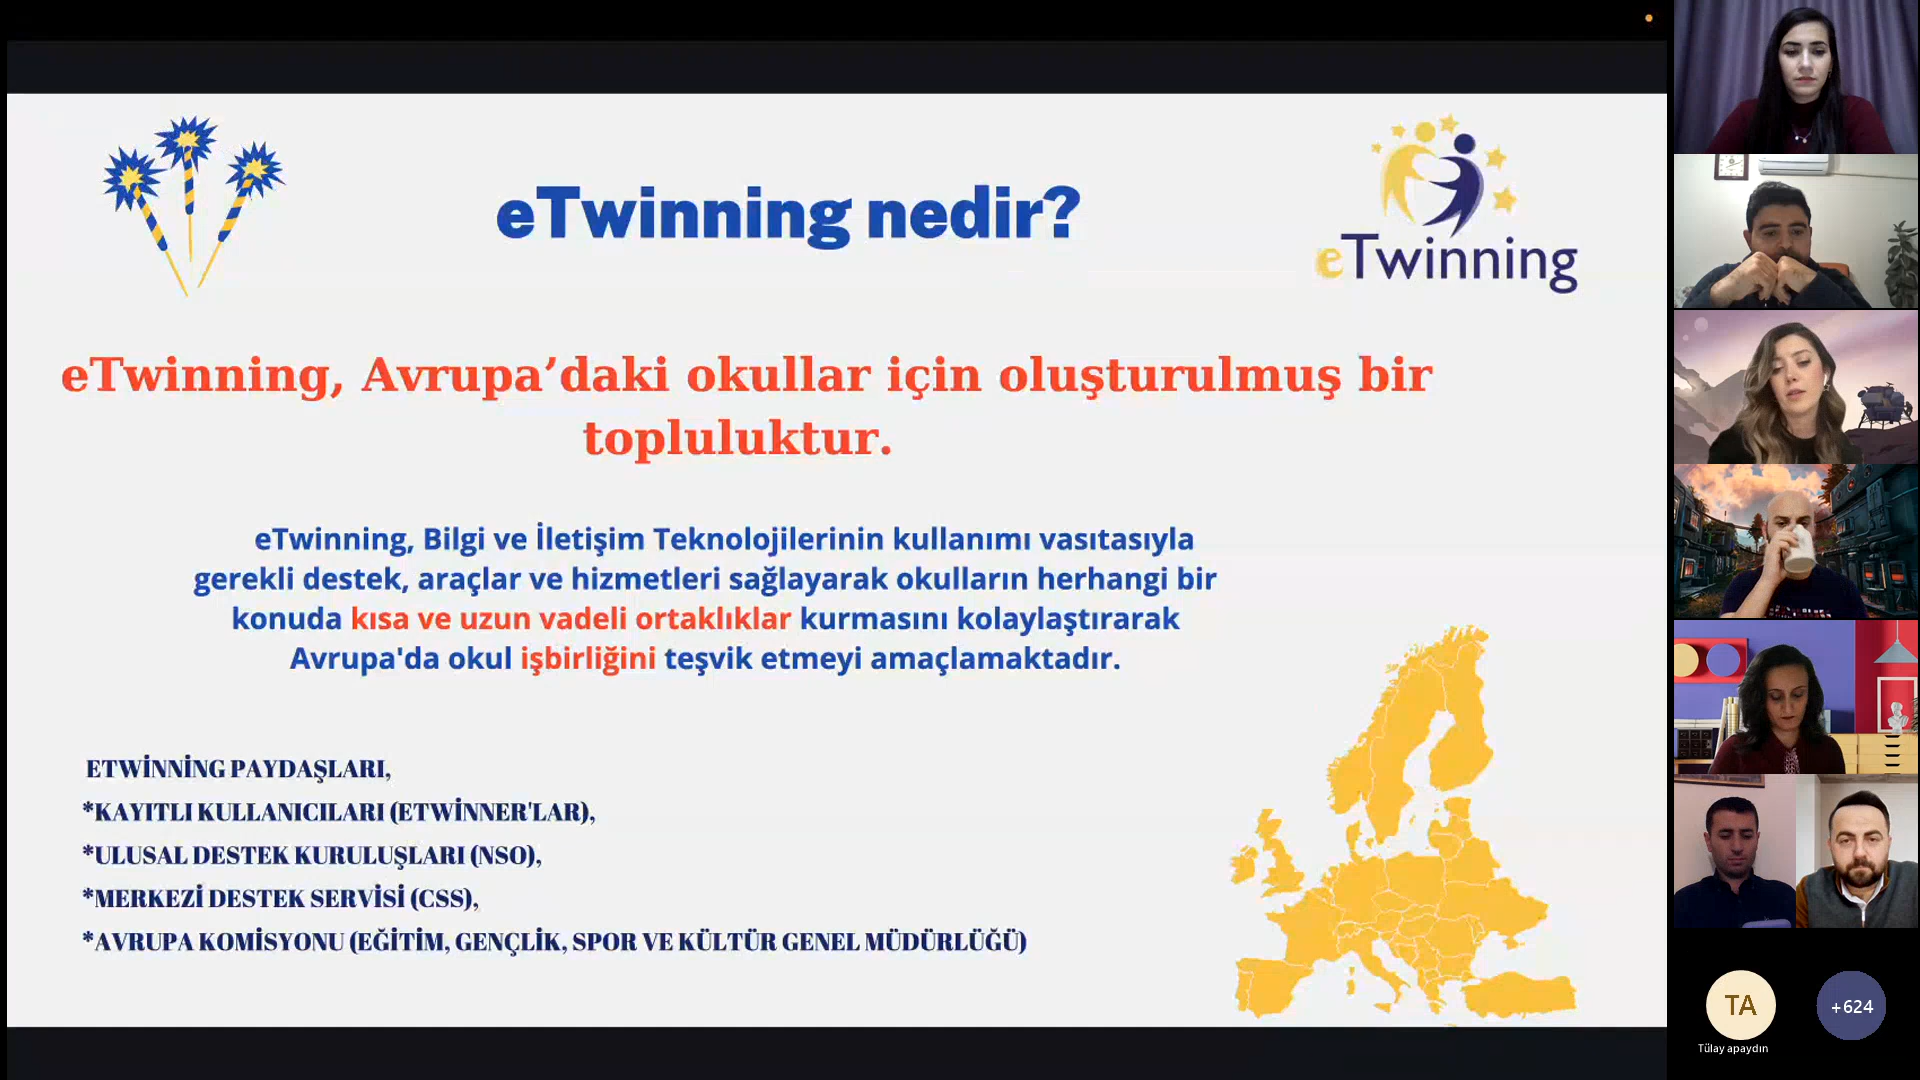 eTwinning nedir?
eTwinning
eTwinning, Avrupa’daki okullar için oluşturulmuş bir
topluluktur.
eTwinning, Bilgi ve İletişim Teknolojilerinin kullanımı vasıtasıyla
gerekli destek, araçlar ve hizmetleri sağlayarak okulların herhangi bir
konuda kısa ve uzun vadeli ortaklıklar kurmasını kolaylaştırarak
Avrupa'da okul işbirliğini teşvik etmeyi amaçlamaktadır.
ETWİNNİNG PAYDAŞLARI,
*KAYITLI KULLANICILARI (ETWİNNER'LAR),
*ULUSAL DESTEK KURULUŞLARI (NSO),
*MERKEZİ DESTEK SERVİSİ (CSS),
*AVRUPA KOMİSYONU (EĞİTİM, GENÇLİK, SPOR VE KÜLTÜR GENEL MÜDÜRLÜĞÜ)
TA
+624
Tülay apaydın